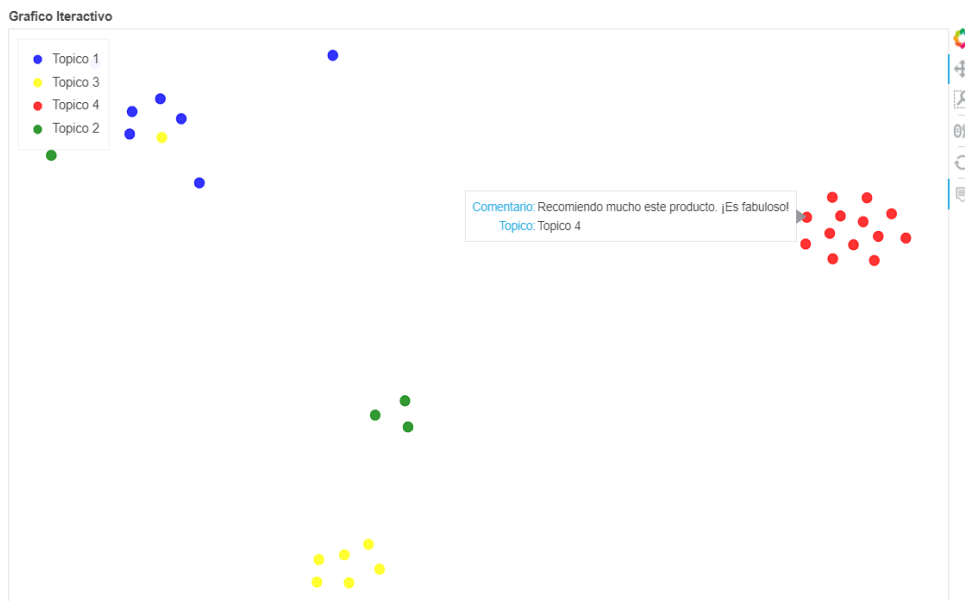 Grafico Iteractivo
Topico 1
Topico 3
Topico 4
Topico 2
Comentario: Recomiendo mucho este producto. ¡Es fabuloso!
Topico: Topico 4